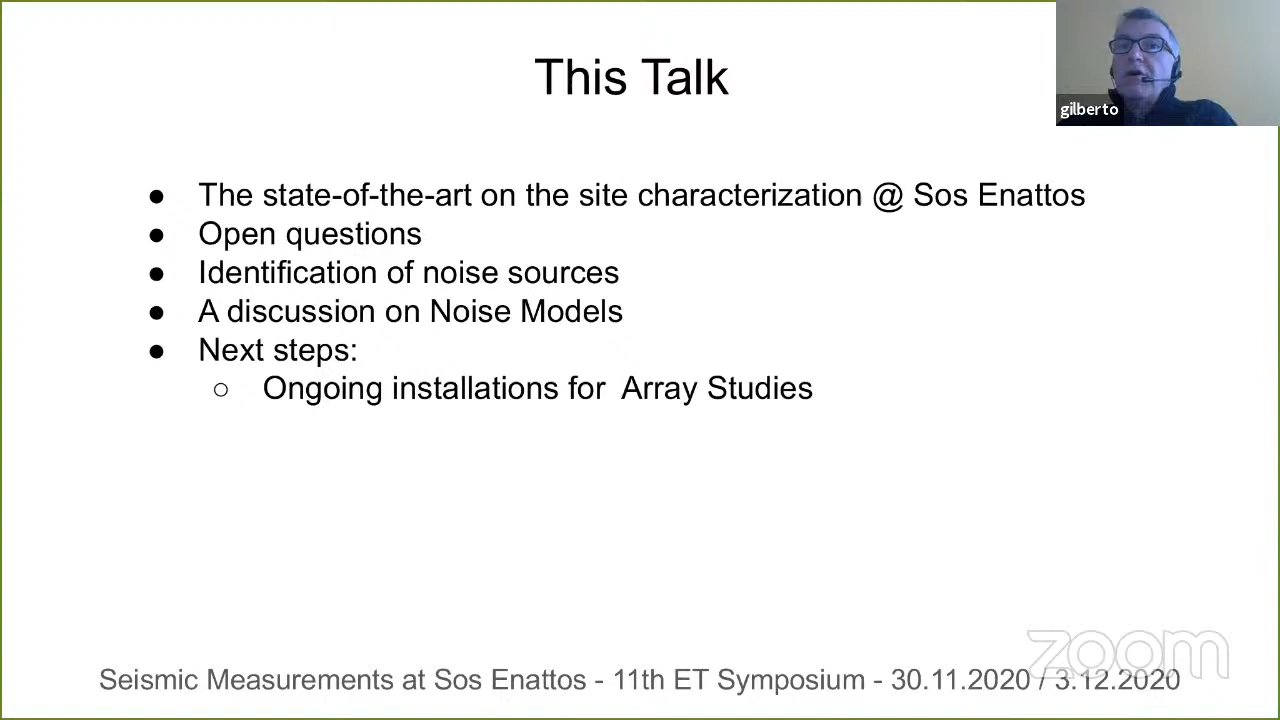 This Talk
gilberto
● The state-of-the-art on the site characterization @ Sos Enattos
● Open questions
● Identification of noise sources
● A discussion on Noise Models
● Next steps:
○ Ongoing installations for Array Studies
zoom
Seismic Measurements at Sos Enattos - 11th ET Symposium - 30.11.2020 / 3.12.2020